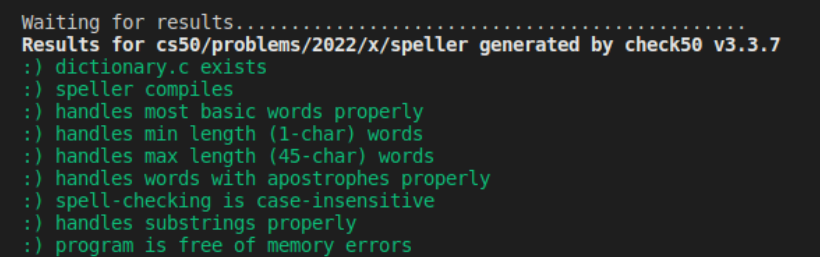 Waiting for results.............................................
Results for cs50/problems/2022/x/speller generated by check50 v3.3.7
:) dictionary.c exists
:) speller compiles
:) handles most basic words properly
:) handles min length (1-char) words
:) handles max length (45-char) words
:) handles words with apostrophes properly
:) spell-checking is case-insensitive
:) handles substrings properly
:) program is free of memory errors